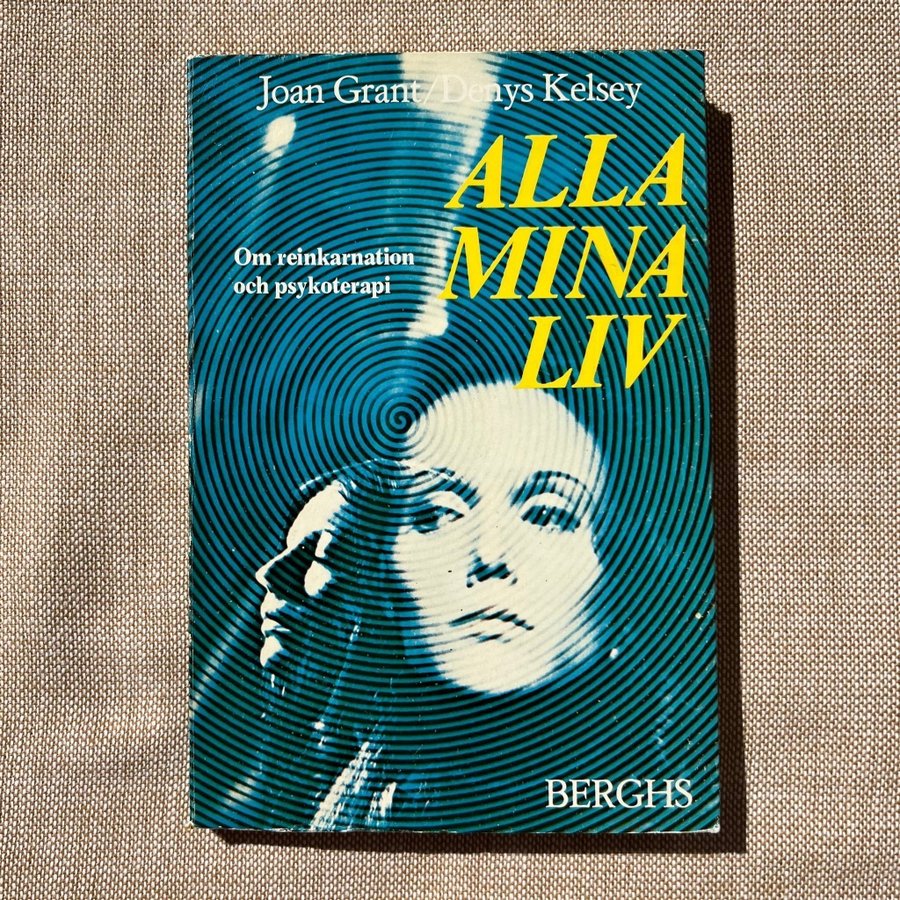 Joan Grant/Denys Kelsey
ALLA
MINA
LIV
Om reinkarnation
och psykoterapi
BERGHS